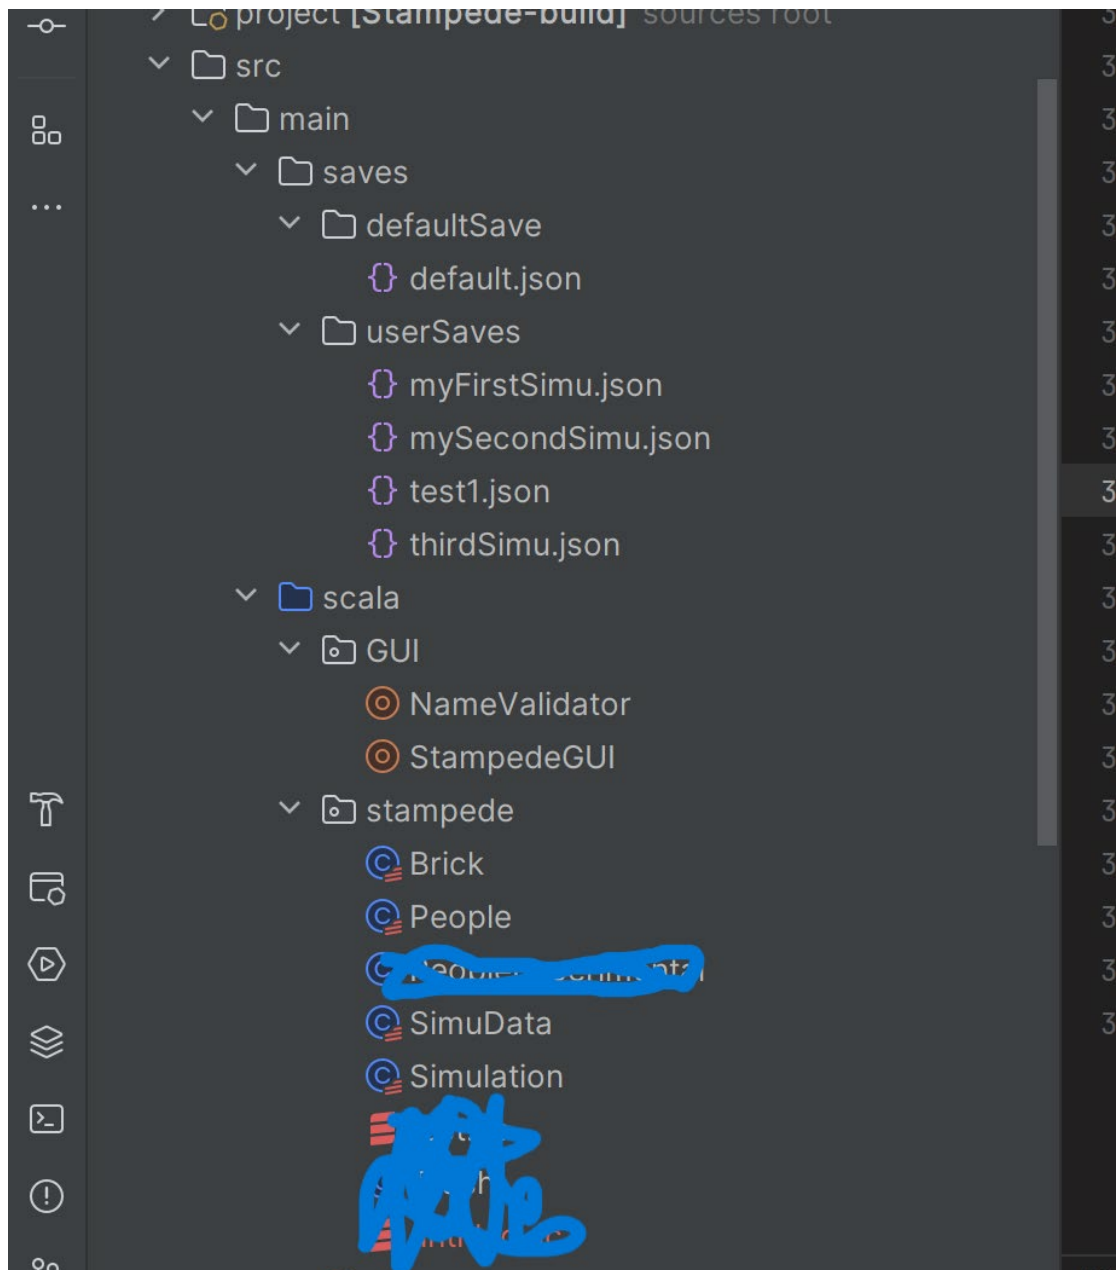 project [Stampede-build] sources root
src
main
saves
defaultSave
default.json
userSaves
myFirstSimu.json
mySecondSimu.json
test1.json
thirdSimu.json
scala
GUI
NameValidator
StampedeGUI
stampede
Brick
People
SimuData
Simulation